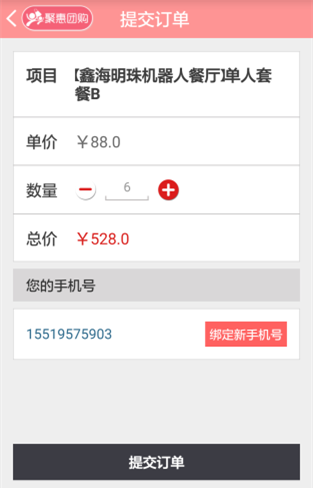 聚惠团购
提交订单
项目 【鑫海明珠机器人餐厅】单人套
餐B
单价 ￥88.0
数量 6
总价 ￥528.0
您的手机号
15519575903 绑定新手机号
提交订单